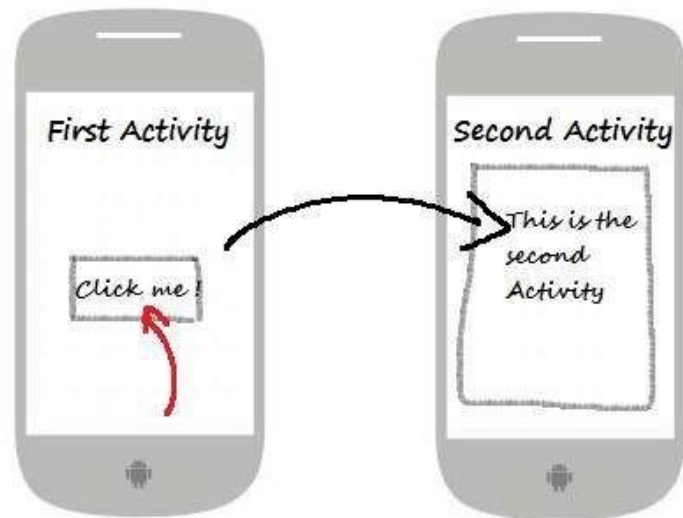 First Activity
Click me !
Second Activity
This is the
second
Activity